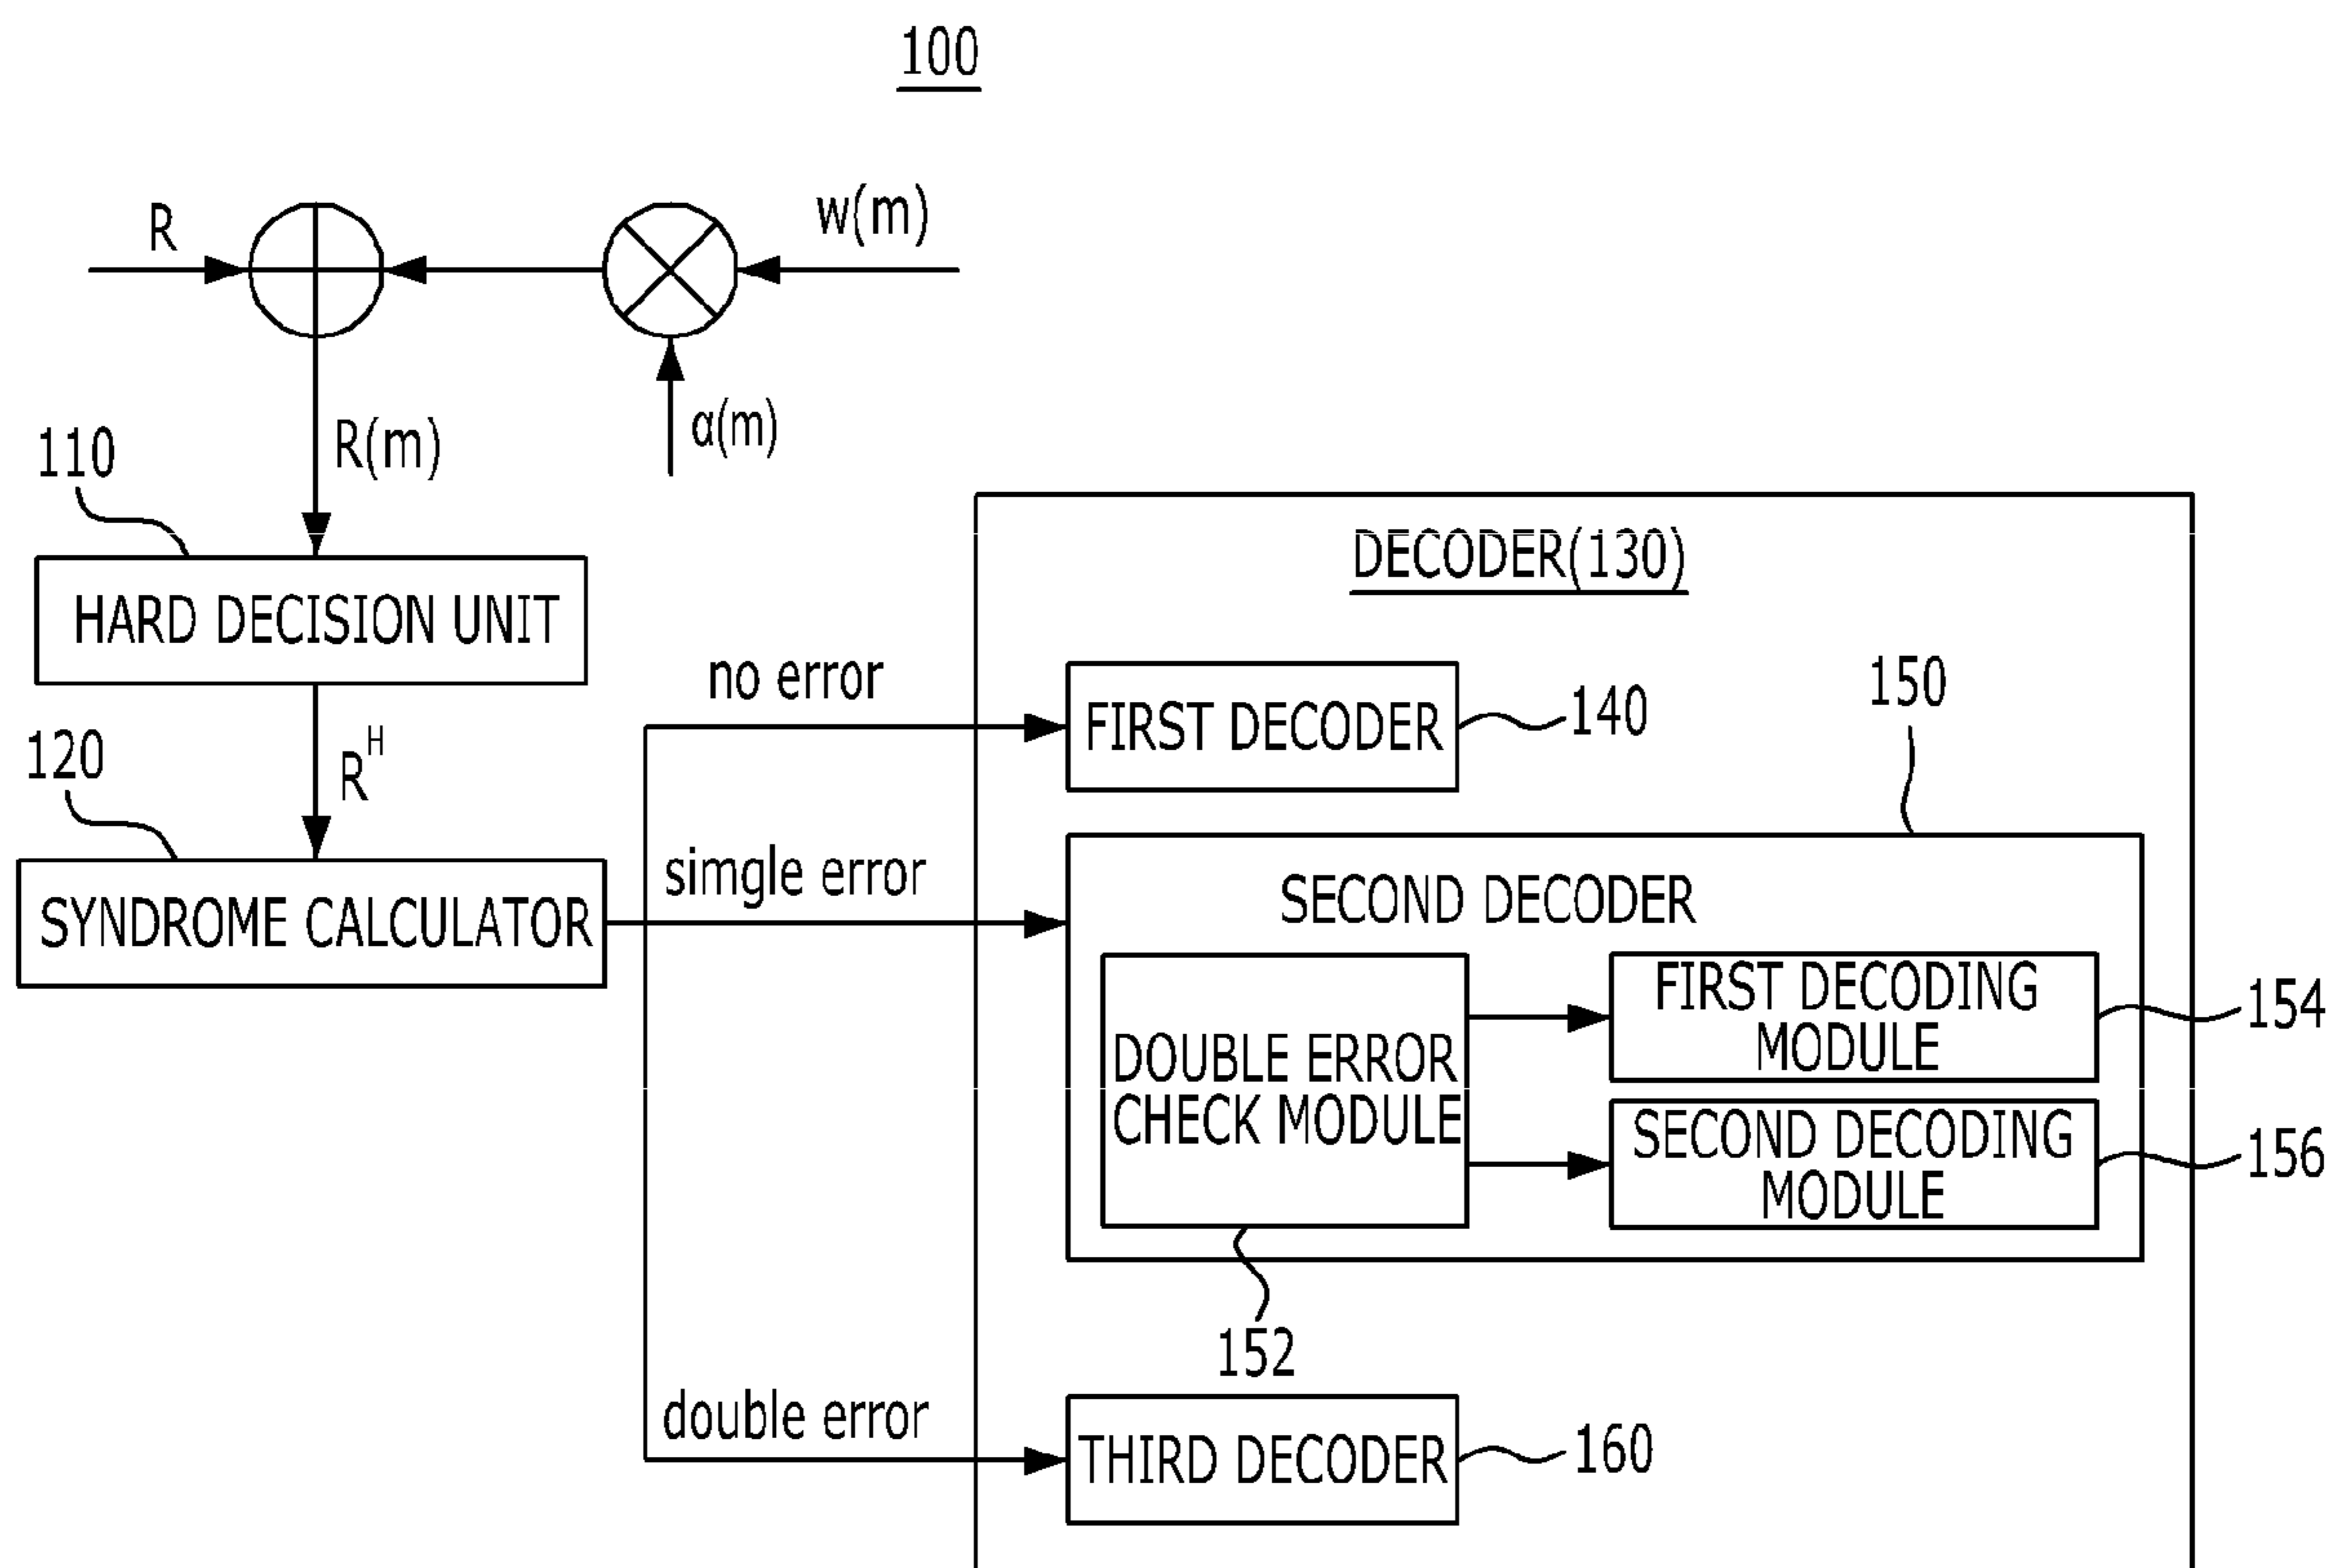 100
R
w(m)
R(m)
α(m)
110
DECODER(130)
HARD DECISION UNIT
no error
150
FIRST DECODER
140
120
R^H
simgle error
SECOND DECODER
SYNDROME CALCULATOR
FIRST DECODING
MODULE
154
DOUBLE ERROR
CHECK MODULE
SECOND DECODING
MODULE
156
152
double error
THIRD DECODER
160